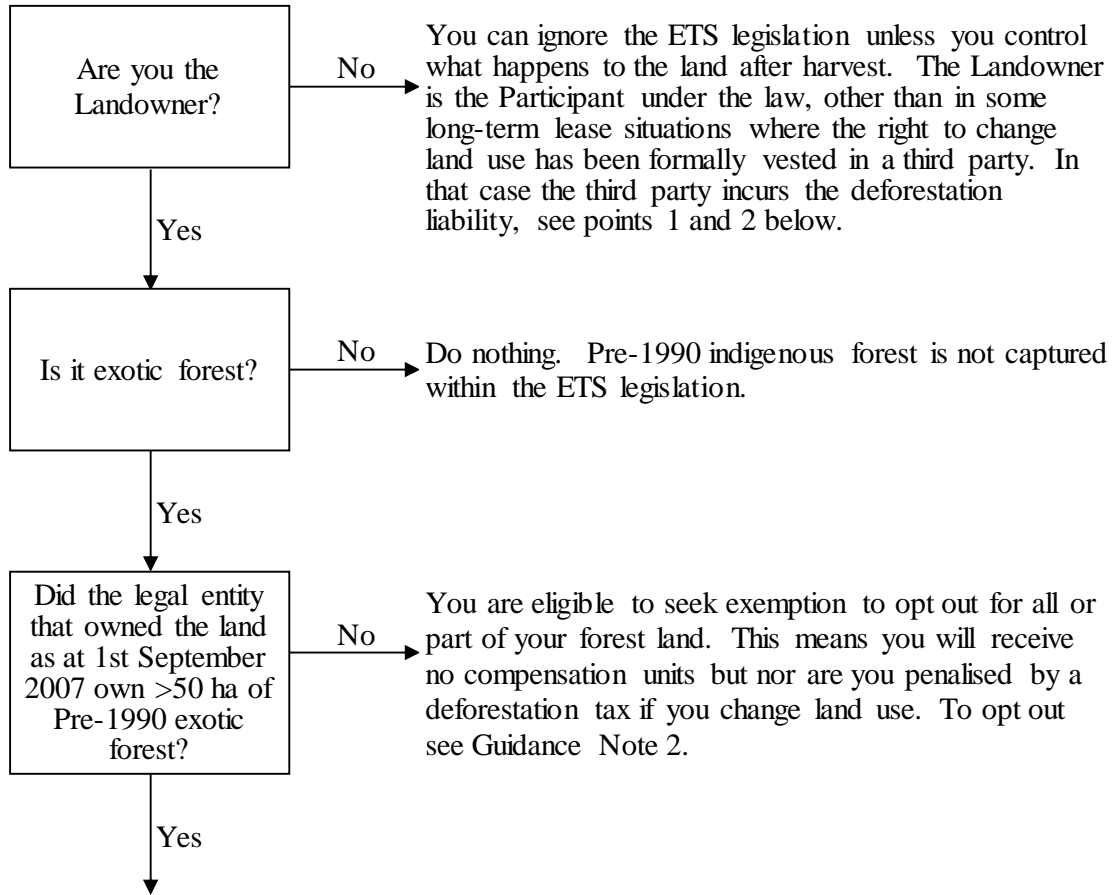 Are you the
Landowner?
No
You can ignore the ETS legislation unless you control
what happens to the land after harvest. The Landowner
is the Participant under the law, other than in some
long-term lease situations where the right to change
land use has been formally vested in a third party. In
that case the third party incurs the deforestation
liability, see points 1 and 2 below.
Yes
Is it exotic forest?
No
Do nothing. Pre-1990 indigenous forest is not captured
within the ETS legislation.
Yes
Did the legal entity
that owned the land
as at 1st September
2007 own >50 ha of
Pre-1990 exotic
forest?
No
You are eligible to seek exemption to opt out for all or
part of your forest land. This means you will receive
no compensation units but nor are you penalised by a
deforestation tax if you change land use. To opt out
see Guidance Note 2.
Yes